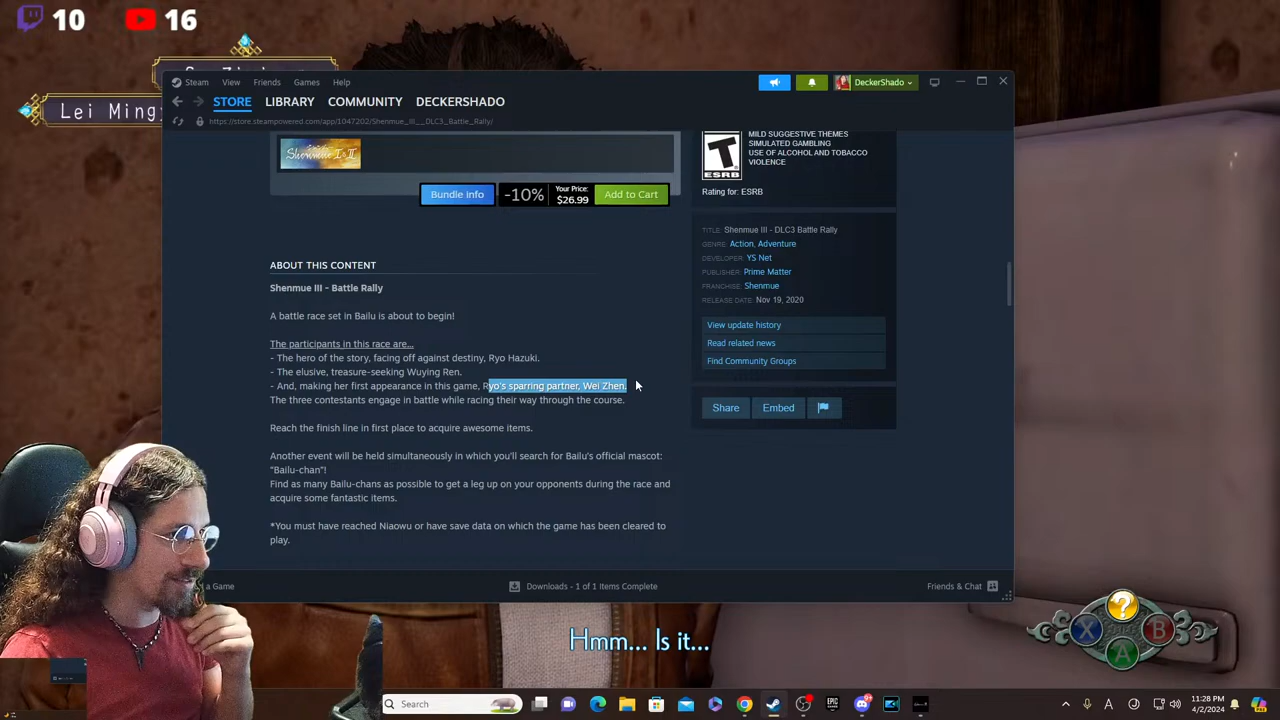 10 16
Lei Ming
Steam View Friends Games Help
DeckerShado
STORE LIBRARY COMMUNITY DECKERSHADO
https://store.steampowered.com/app/1047202/Shenmue_III__DLC3_Battle_Rally/
Shenmue I & II
Bundle info -10% Your Price: $26.99 Add to Cart
T
ESRB
MILD SUGGESTIVE THEMES
SIMULATED GAMBLING
USE OF ALCOHOL AND TOBACCO
VIOLENCE
Rating for: ESRB
TITLE: Shenmue III - DLC3 Battle Rally
GENRE: Action, Adventure
DEVELOPER: YS Net
PUBLISHER: Prime Matter
FRANCHISE: Shenmue
RELEASE DATE: Nov 19, 2020
View update history
Read related news
Find Community Groups
Share Embed
ABOUT THIS CONTENT
Shenmue III – Battle Rally
A battle race set in Bailu is about to begin!
The participants in this race are...
- The hero of the story, facing off against destiny, Ryo Hazuki.
- The elusive, treasure-seeking Wuying Ren.
- And, making her first appearance in this game, Ryo's sparring partner, Wei Zhen.
The three contestants engage in battle while racing their way through the course.
Reach the finish line in first place to acquire awesome items.
Another event will be held simultaneously in which you'll search for Bailu's official mascot:
"Bailu-chan"!
Find as many Bailu-chans as possible to get a leg up on your opponents during the race and
acquire some fantastic items.
*You must have reached Niaowu or have save data on which the game has been cleared to
play.
a Game Downloads - 1 of 1 Items Complete Friends & Chat
Hmm... Is it...
? X B A
Search
11:28 PM
4/2/2024